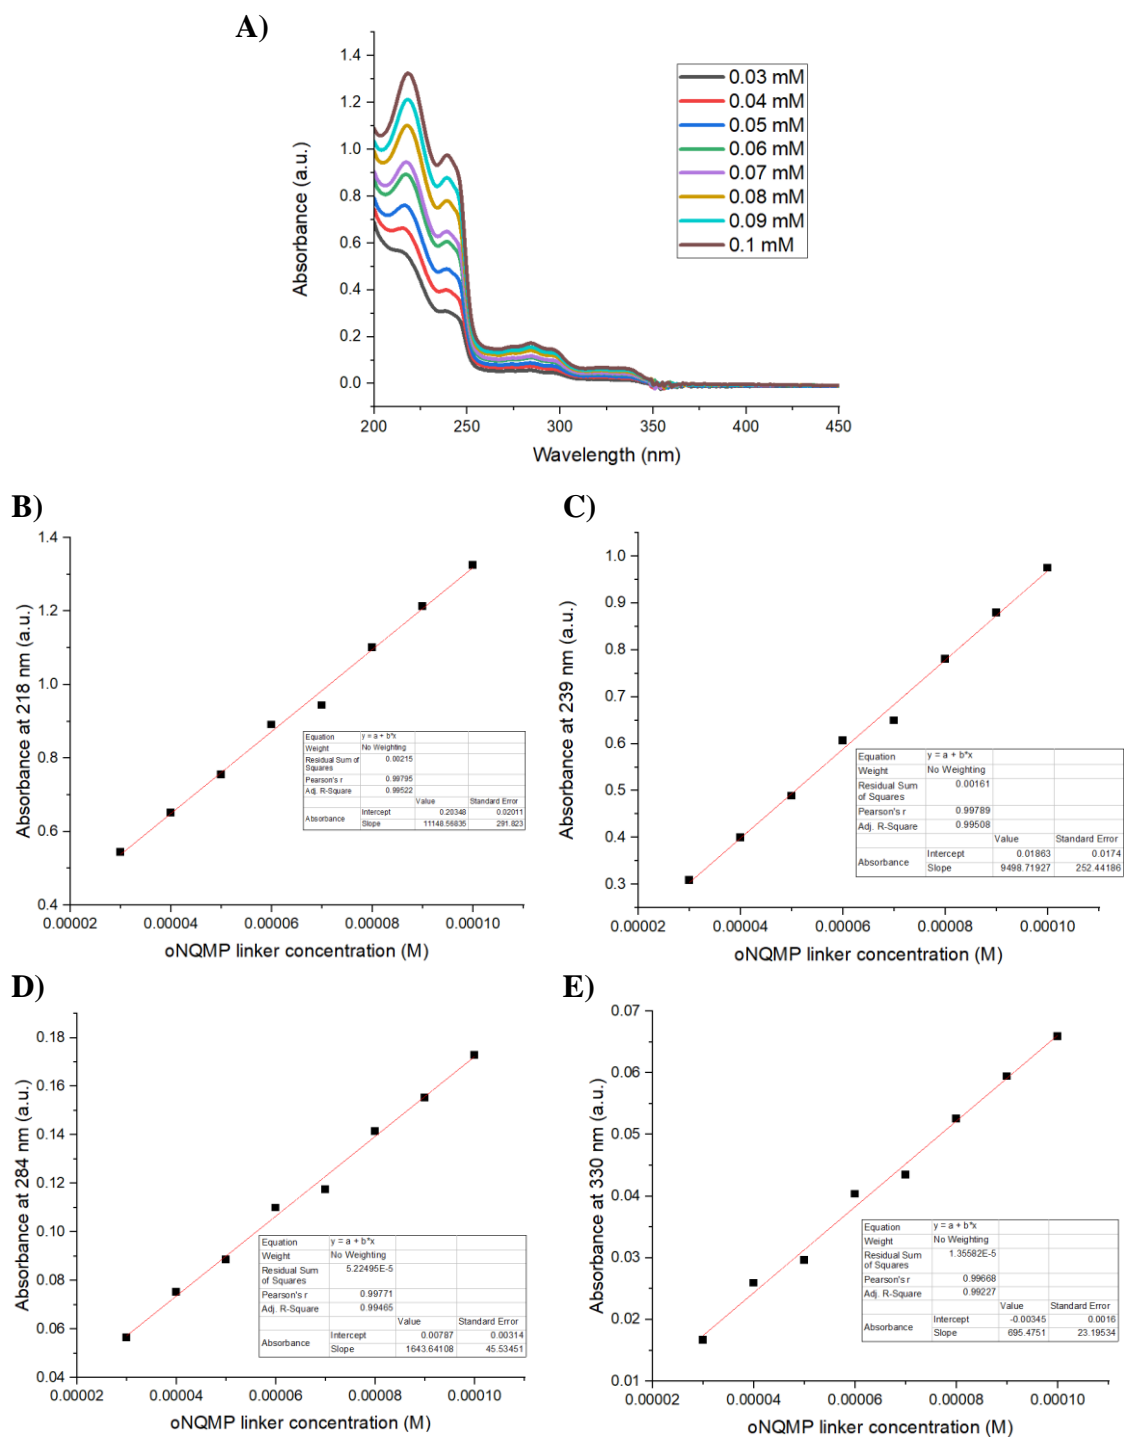 A)
1.4
1.2
1.0
0.8
0.6
0.4
0.2
0.0
Absorbance (a.u.)
200 250 300 350 400 450
Wavelength (nm)
0.03 mM
0.04 mM
0.05 mM
0.06 mM
0.07 mM
0.08 mM
0.09 mM
0.1 mM
B)
1.4
1.2
1.0
0.8
0.6
0.4
Absorbance at 218 nm (a.u.)
0.00002 0.00004 0.00006 0.00008 0.00010
oNQMP linker concentration (M)
Equation y = a + b*x
Weight No Weighting
Residual Sum of Squares 0.00215
Pearson's r 0.99795
Adj. R-Square 0.99522
Value Standard Error
Absorbance Intercept 0.20348 0.02011
Slope 11148.56835 291.823
C)
1.0
0.9
0.8
0.7
0.6
0.5
0.4
0.3
Absorbance at 239 nm (a.u.)
0.00002 0.00004 0.00006 0.00008 0.00010
oNQMP linker concentration (M)
Equation y = a + b*x
Weight No Weighting
Residual Sum of Squares 0.00161
Pearson's r 0.99789
Adj. R-Square 0.99508
Value Standard Error
Absorbance Intercept 0.01863 0.0174
Slope 9498.71927 252.44186
D)
0.18
0.16
0.14
0.12
0.10
0.08
0.06
0.04
Absorbance at 284 nm (a.u.)
0.00002 0.00004 0.00006 0.00008 0.00010
oNQMP linker concentration (M)
Equation y = a + b*x
Weight No Weighting
Residual Sum of Squares 5.22495E-5
Pearson's r 0.99771
Adj. R-Square 0.99465
Value Standard Error
Absorbance Intercept 0.00787 0.00314
Slope 1643.64108 45.53451
E)
0.07
0.06
0.05
0.04
0.03
0.02
0.01
Absorbance at 330 nm (a.u.)
0.00002 0.00004 0.00006 0.00008 0.00010
oNQMP linker concentration (M)
Equation y = a + b*x
Weight No Weighting
Residual Sum of Squares 1.35582E-5
Pearson's r 0.99668
Adj. R-Square 0.99227
Value Standard Error
Absorbance Intercept -0.00345 0.0016
Slope 695.4751 23.19534